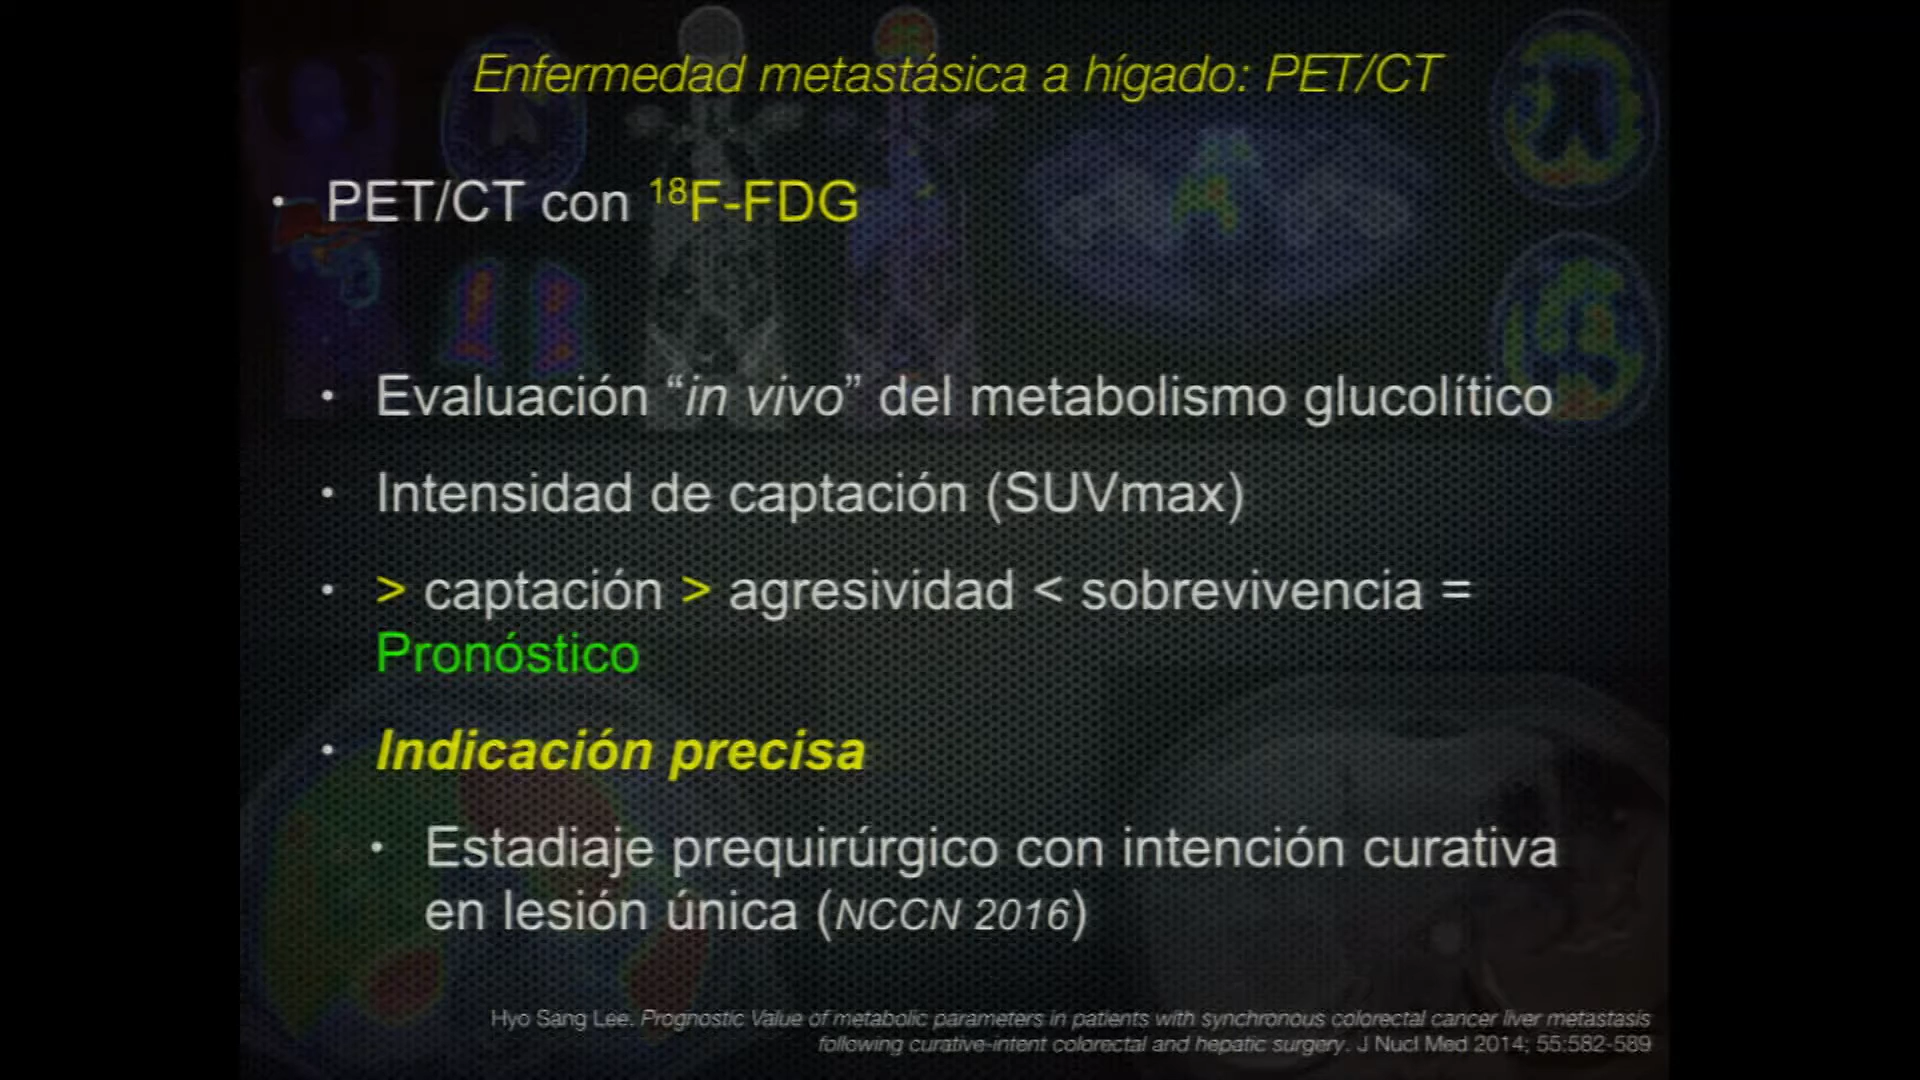 Enfermedad metastásica a hígado: PET/CT
• PET/CT con ¹⁸F-FDG
• Evaluación “in vivo” del metabolismo glucolítico
• Intensidad de captación (SUVmax)
• > captación > agresividad < sobrevivencia =
Pronóstico
• Indicación precisa
• Estadiaje prequirúrgico con intención curativa
en lesión única (NCCN 2016)
Hyo Sang Lee. Prognostic Value of metabolic parameters in patients with synchronous colorectal cancer liver metastasis
following curative-intent colorectal and hepatic surgery. J Nucl Med 2014; 55:582-589